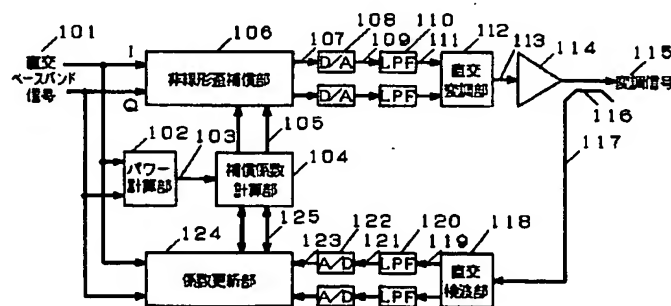 101
直交
ベースバンド
信号
I
Q
106
非線形歪補償部
107
108
D/A
D/A
109
110
LPF
LPF
111
112
直交
変調部
113
114
115
変調信号
116
117
102
パワー
計算部
103
105
補償係数
計算部
104
124
係数更新部
125
123
122
A/D
A/D
121
120
LPF
LPF
119
118
直交
検波部